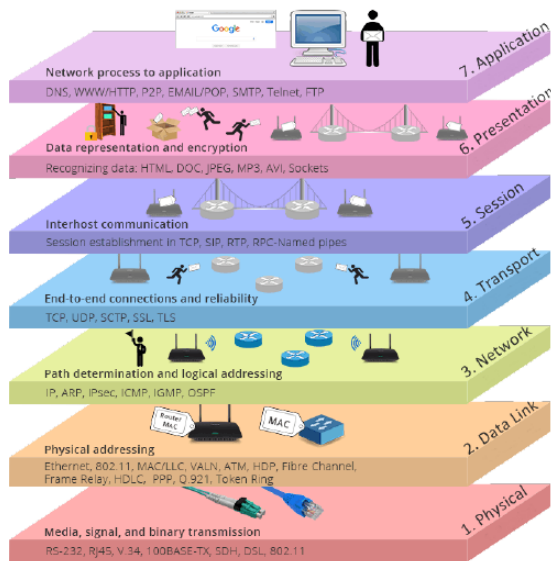 Google
7. Application
Network process to application
DNS, WWW/HTTP, P2P, EMAIL/POP, SMTP, Telnet, FTP
6. Presentation
Data representation and encryption
Recognizing data: HTML, DOC, JPEG, MP3, AVI, Sockets
5. Session
Interhost communication
Session establishment in TCP, SIP, RTP, RPC-Named pipes
4. Transport
End-to-end connections and reliability
TCP, UDP, SCTP, SSL, TLS
3. Network
Path determination and logical addressing
IP, ARP, IPsec, ICMP, IGMP, OSPF
Router
MAC
MAC
2. Data Link
Physical addressing
Ethernet, 802.11, MAC/LLC, VALN, ATM, HDP, Fibre Channel,
Frame Relay, HDLC, PPP, Q.921, Token Ring
1. Physical
Media, signal, and binary transmission
RS-232, RJ45, V.34, 100BASE-TX, SDH, DSL, 802.11